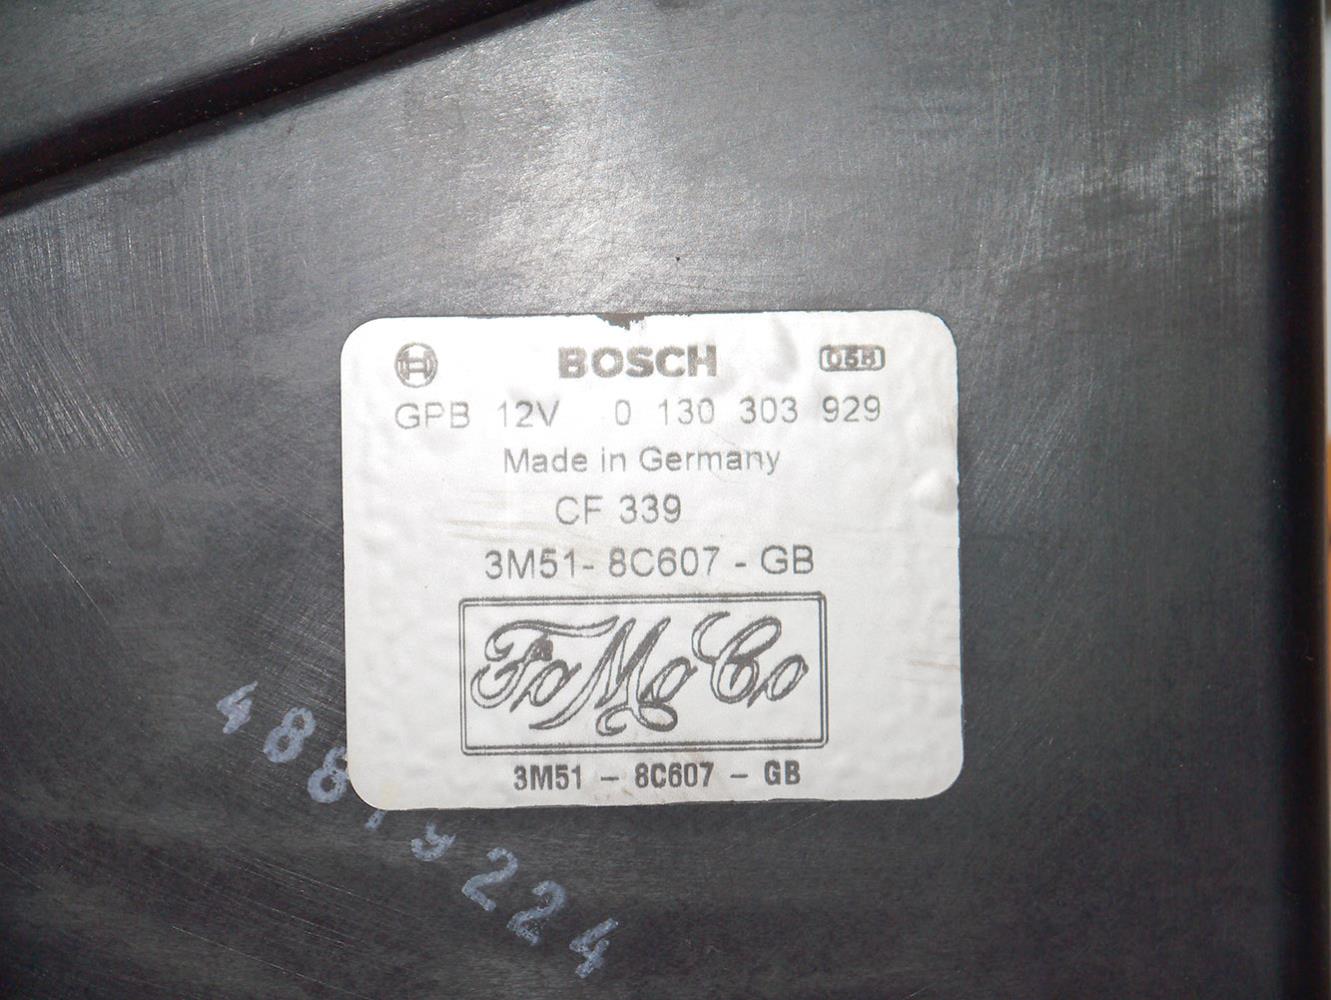 BOSCH 05B
GPB 12V 0 130 303 929
Made in Germany
CF 339
3M51- 8C607 - GB
FoMoCo
3M51 - 8C607 - GB